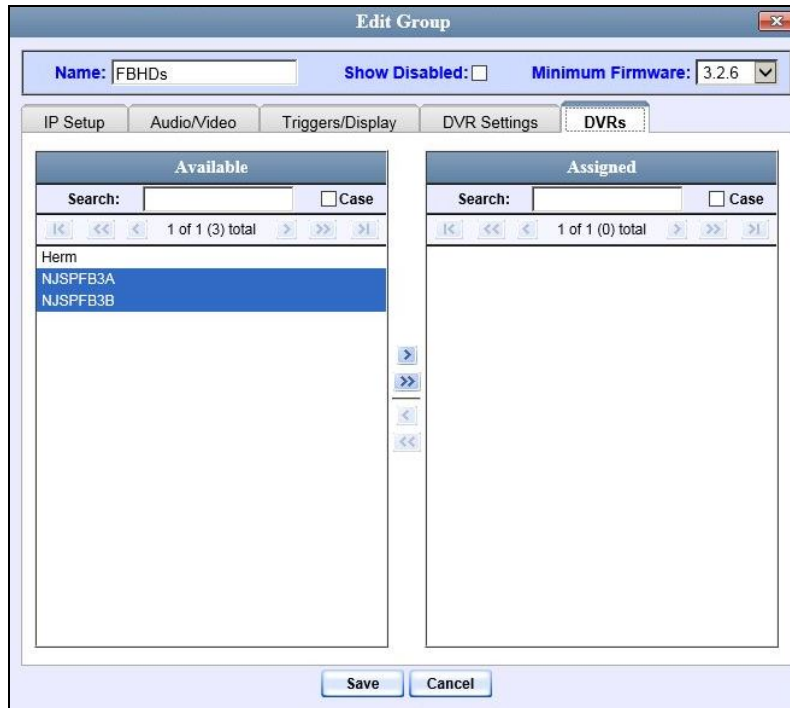 Edit Group
Name: FBHDs Show Disabled: Minimum Firmware: 3.2.6
IP Setup Audio/Video Triggers/Display DVR Settings DVRs
Available Assigned
Search: Case Search: Case
|< << < 1 of 1 (3) total > >> >| |< << < 1 of 1 (0) total > >> >|
Herm
NJSPFB3A
NJSPFB3B
>
>>
<
<<
Save Cancel